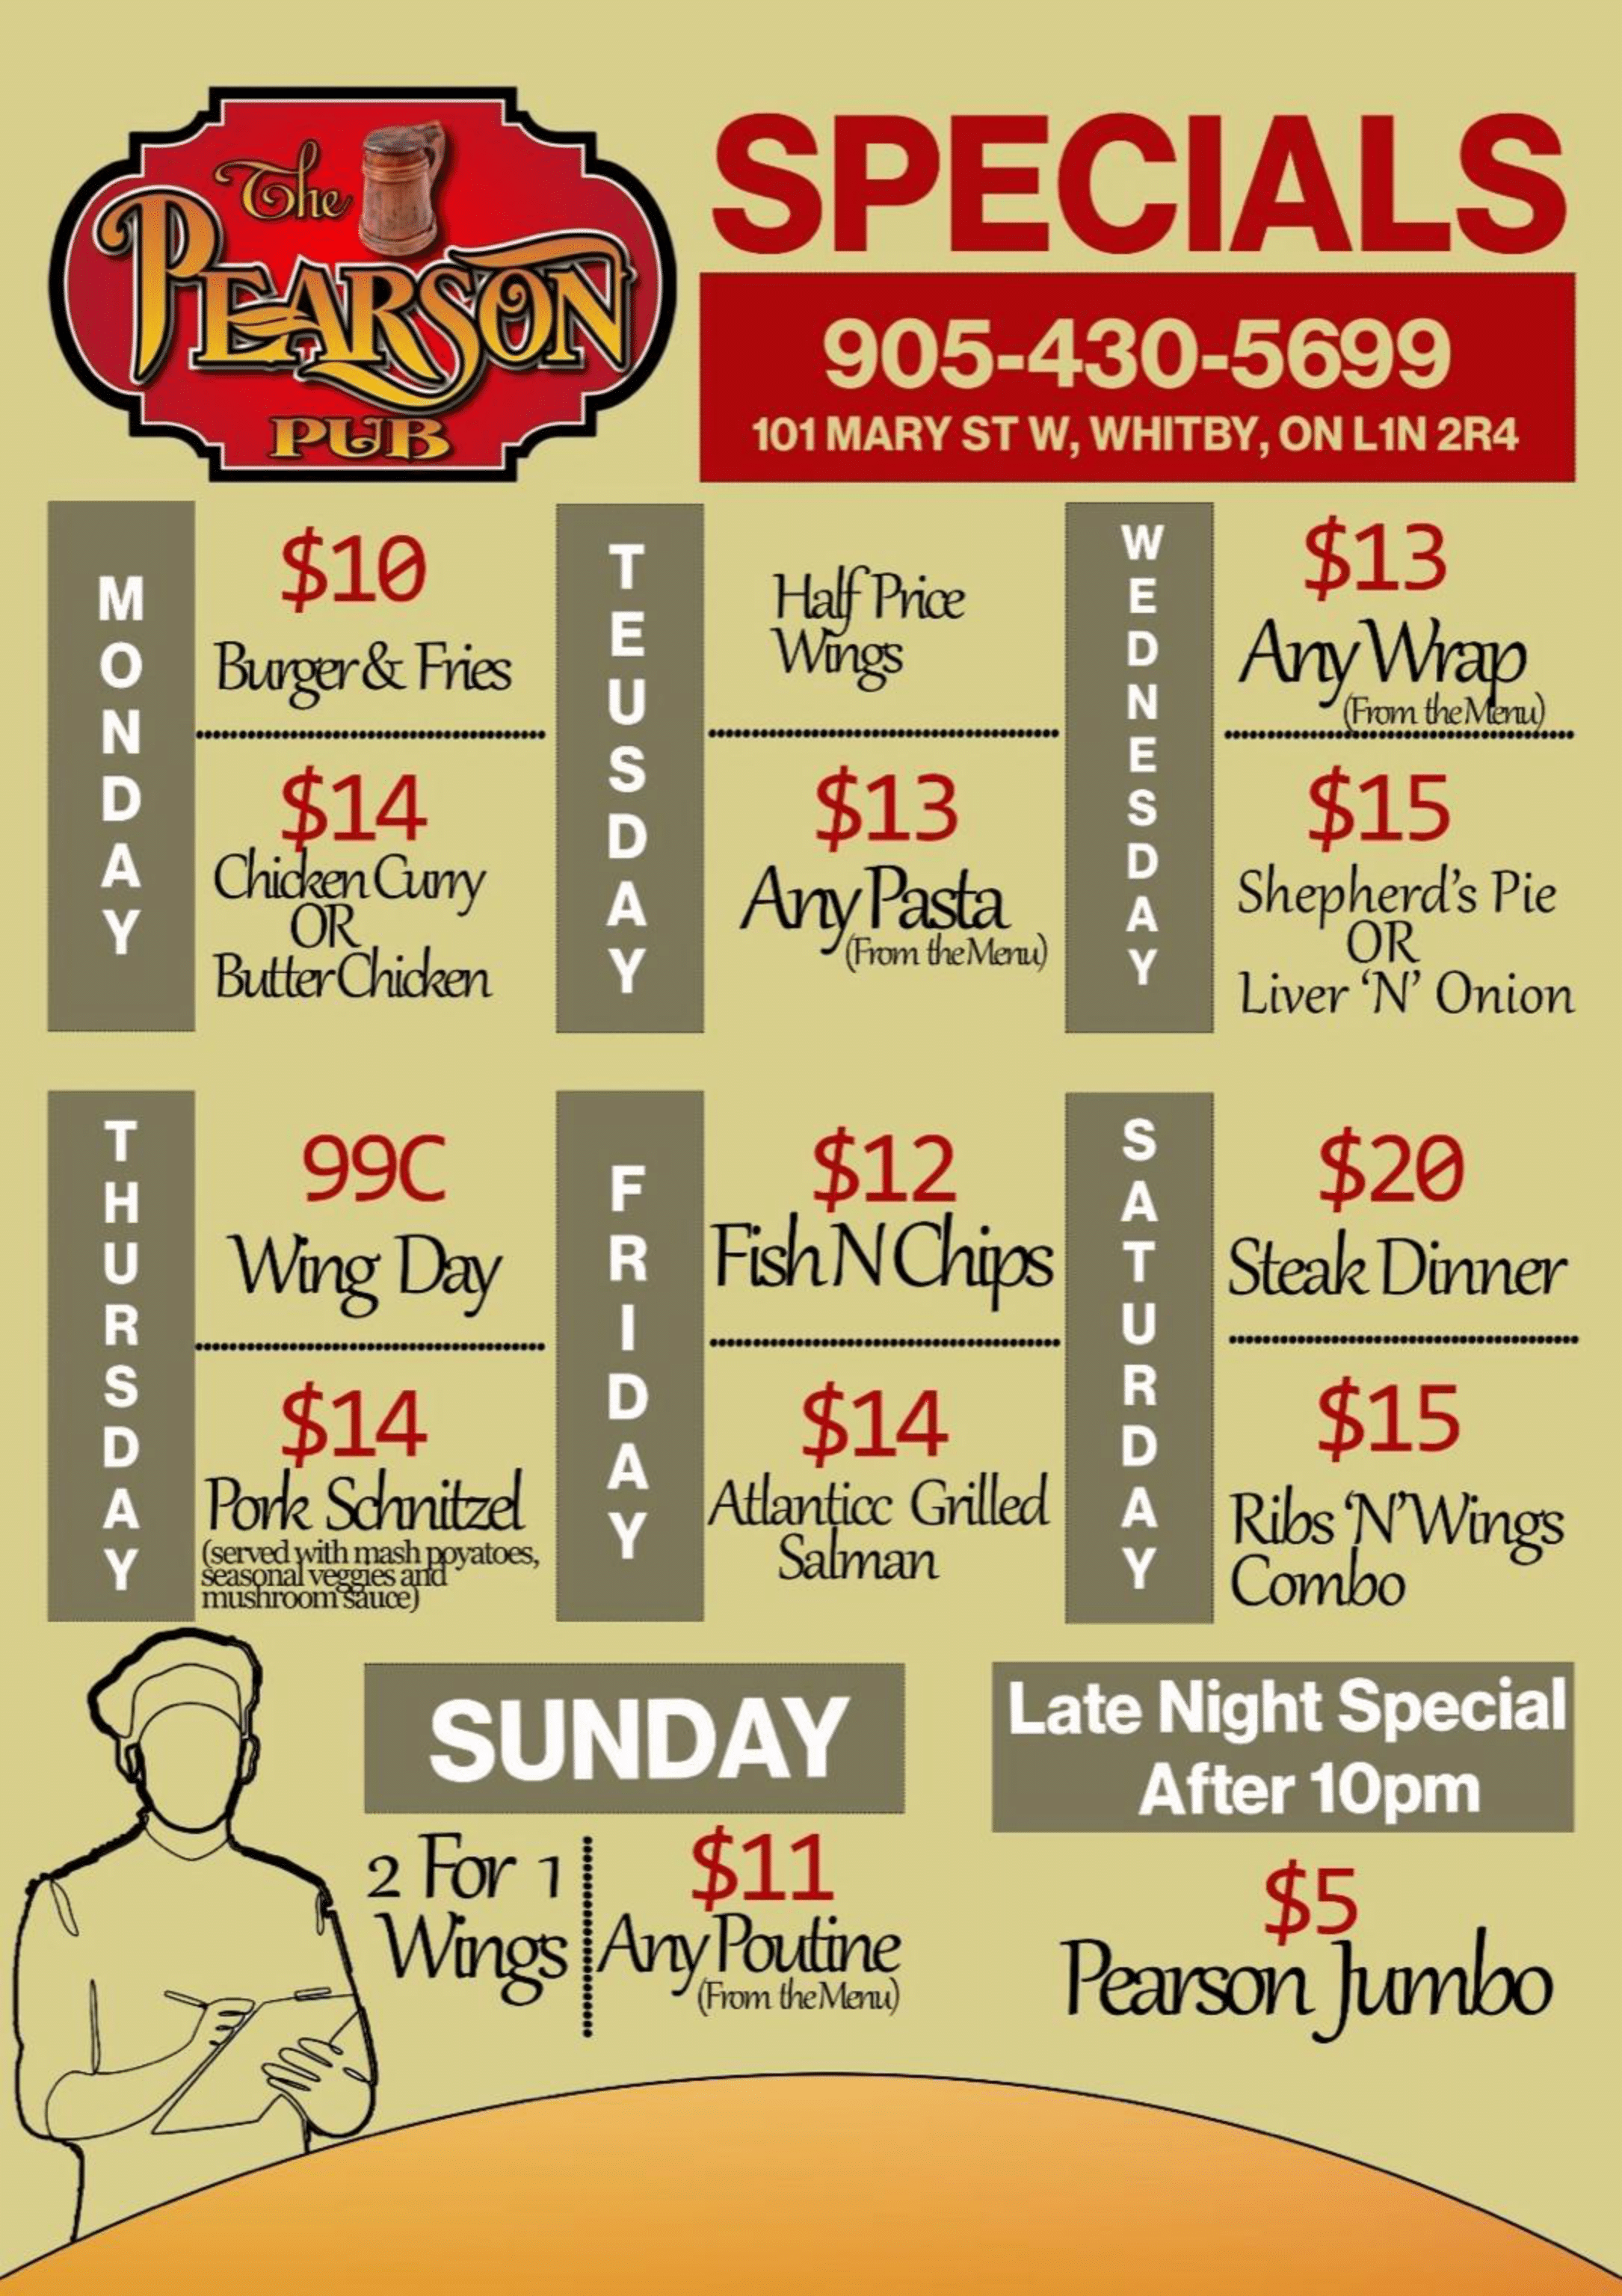 The
PEARSON
PUB
SPECIALS
905-430-5699
101 MARY ST W, WHITBY, ON L1N 2R4
MONDAY
$10
Burger & Fries
$14
Chicken Curry
OR
Butter Chicken
TEUSDAY
Half Price
Wings
$13
Any Pasta
(From the Menu)
WEDNESDAY
$13
Any Wrap
(From the Menu)
$15
Shepherd's Pie
OR
Liver ‘N’ Onion
THURSDAY
99C
Wing Day
$14
Pork Schnitzel
(served with mash poyatoes,
seasonal veggies and
mushroom sauce)
FRIDAY
$12
Fish N Chips
$14
Atlanticc Grilled
Salman
SATURDAY
$20
Steak Dinner
$15
Ribs ‘N’ Wings
Combo
SUNDAY
2 For 1
Wings
$11
Any Poutine
(From the Menu)
Late Night Special
After 10pm
$5
Pearson Jumbo